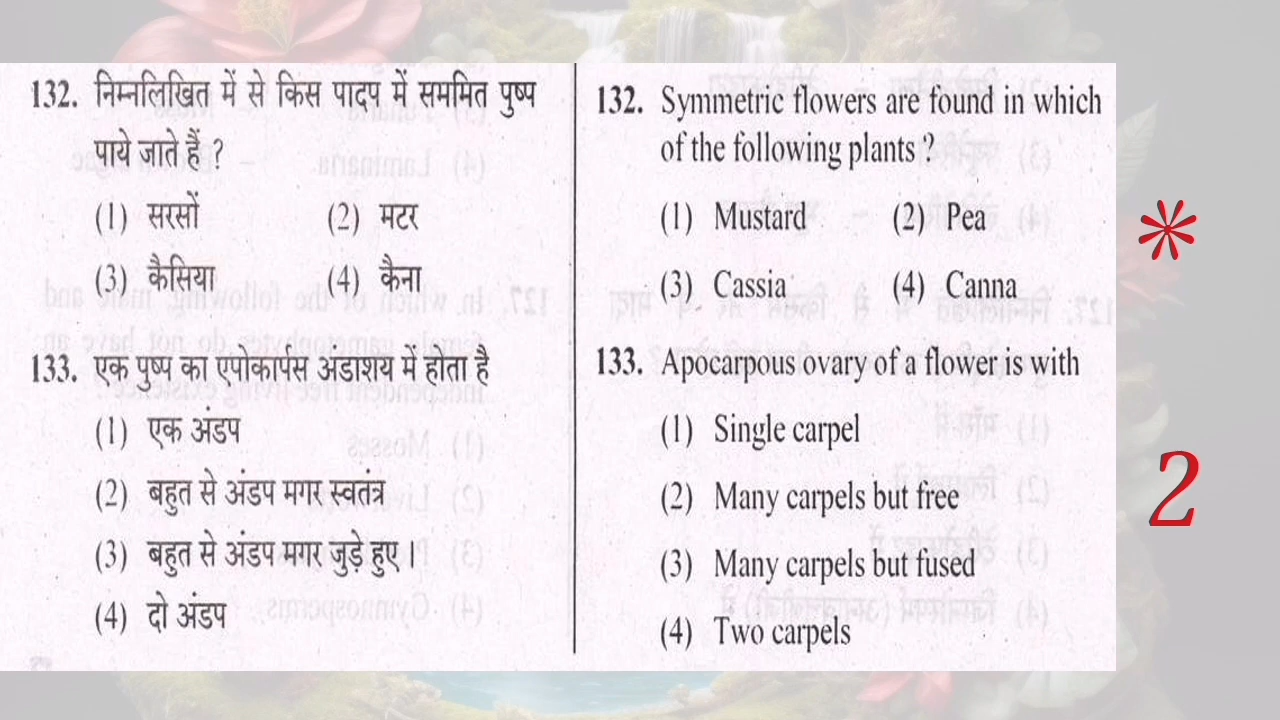 132. निम्नलिखित में से किस पादप में सममित पुष्प
पाये जाते हैं ?
(1) सरसों (2) मटर
(3) कैसिया (4) कैना
133. एक पुष्प का एपोकार्पस अंडाशय में होता है
(1) एक अंडप
(2) बहुत से अंडप मगर स्वतंत्र
(3) बहुत से अंडप मगर जुड़े हुए ।
(4) दो अंडप
132. Symmetric flowers are found in which
of the following plants ?
(1) Mustard (2) Pea
(3) Cassia (4) Canna
133. Apocarpous ovary of a flower is with
(1) Single carpel
(2) Many carpels but free
(3) Many carpels but fused
(4) Two carpels
*
2